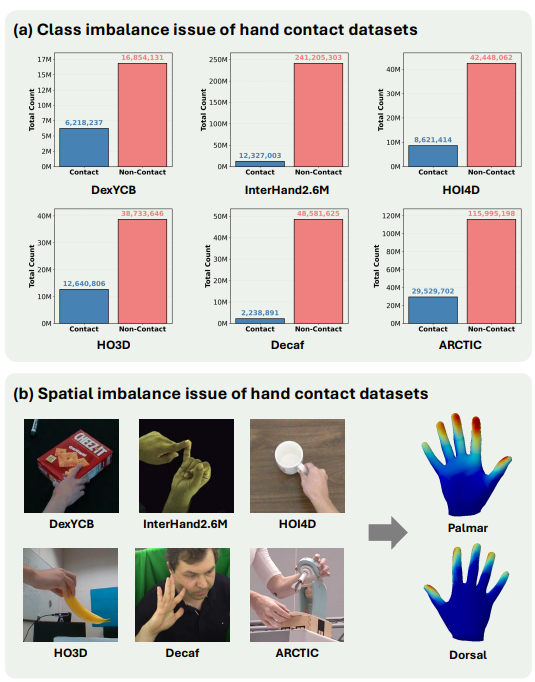 (a) Class imbalance issue of hand contact datasets
17M
15M
12M
10M
7M
5M
2M
0M
Total Count
6,218,237
16,854,131
Contact Non-Contact
DexYCB
250M
200M
150M
100M
50M
0M
Total Count
12,327,003
241,205,303
Contact Non-Contact
InterHand2.6M
40M
30M
20M
10M
0M
Total Count
8,621,414
42,448,062
Contact Non-Contact
HOI4D
40M
30M
20M
10M
0M
Total Count
12,640,806
38,733,646
Contact Non-Contact
HO3D
50M
40M
30M
20M
10M
0M
Total Count
2,238,891
48,581,625
Contact Non-Contact
Decaf
120M
100M
80M
60M
40M
20M
0M
Total Count
29,529,702
115,995,198
Contact Non-Contact
ARCTIC
(b) Spatial imbalance issue of hand contact datasets
CHEEZ-IT
DexYCB
InterHand2.6M
HOI4D
Palmar
HO3D
Decaf
ARCTIC
Dorsal